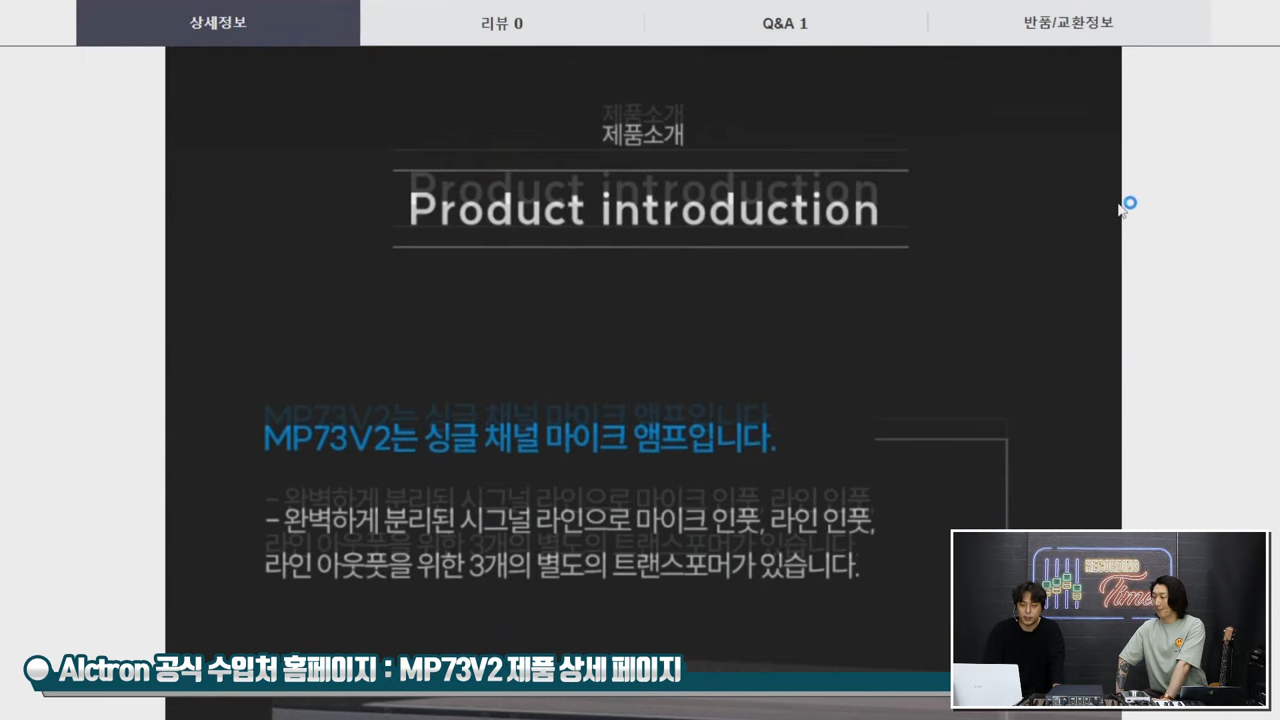 상세정보
리뷰 0
Q&A 1
반품/교환정보
제품소개
Product introduction
MP73V2는 싱글 채널 마이크 앰프입니다.
- 완벽하게 분리된 시그널 라인으로 마이크 인풋, 라인 인풋,
라인 아웃풋을 위한 3개의 별도의 트랜스포머가 있습니다.
RECORDING
Time
Alctron 공식 수입처 홈페이지 : MP73V2 제품 상세 페이지